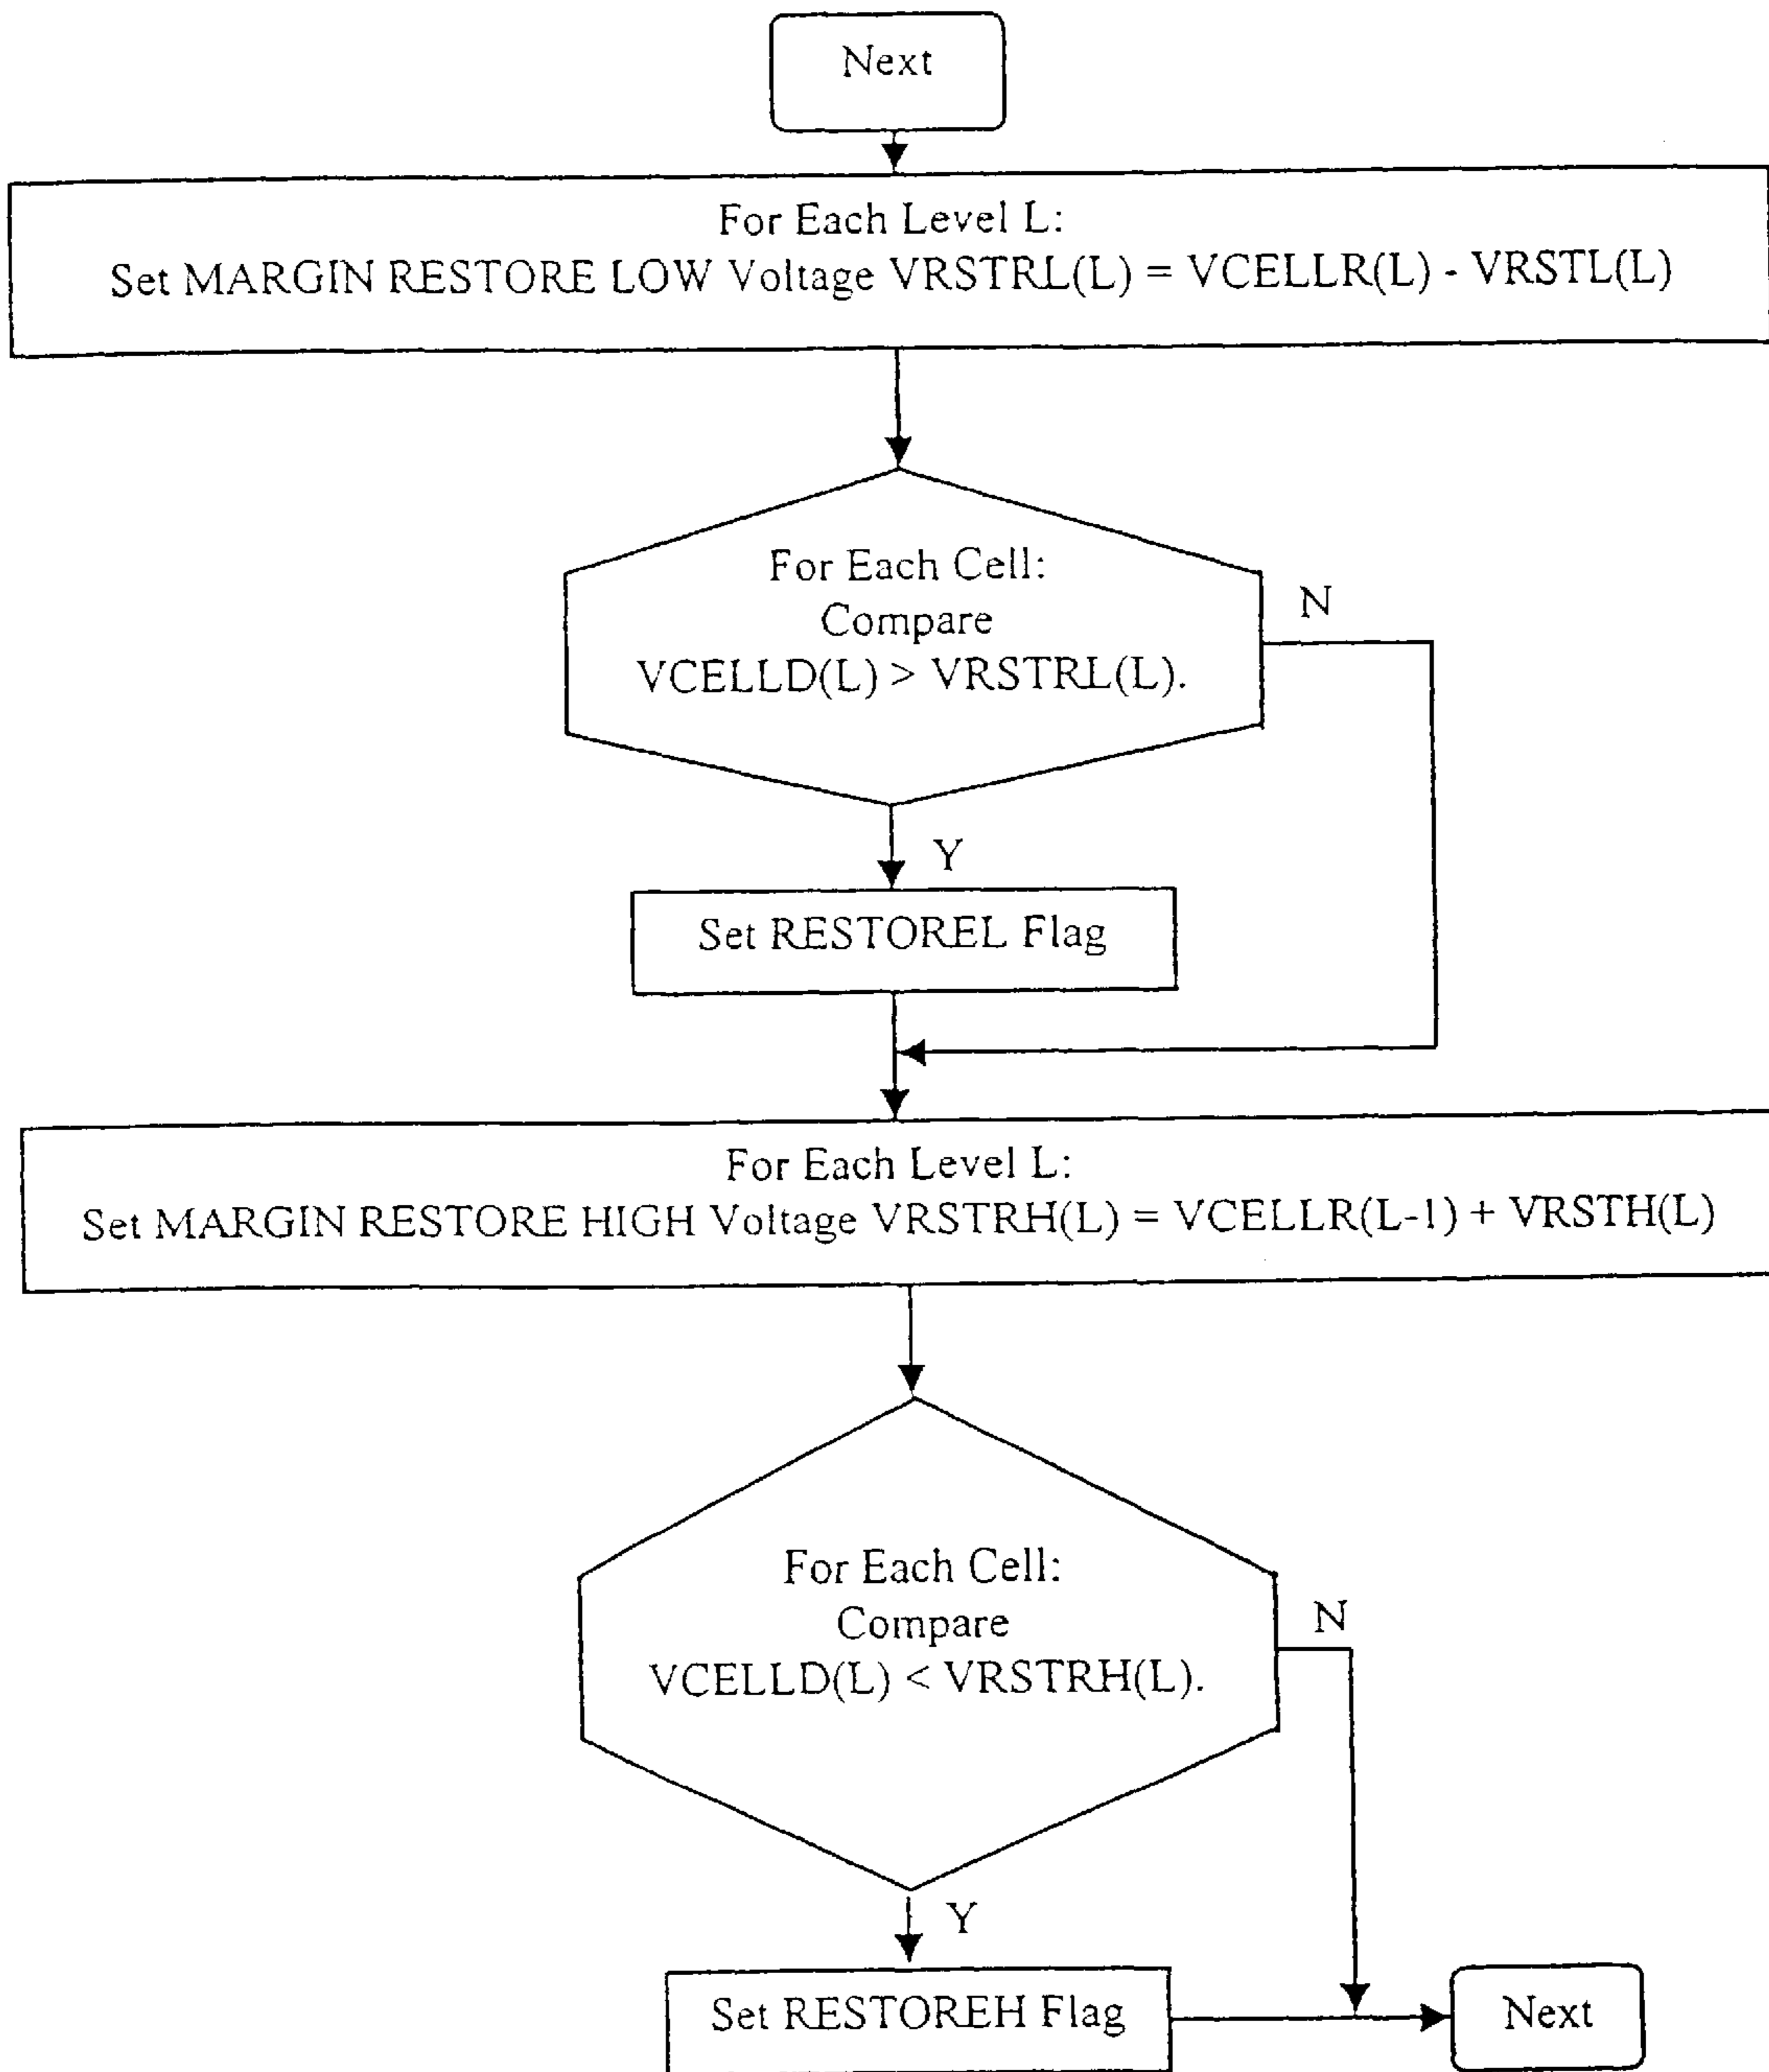 Next
For Each Level L:
Set MARGIN RESTORE LOW Voltage VRSTRL(L) = VCELLR(L) - VRSTL(L)
For Each Cell:
Compare
VCELLD(L) > VRSTRL(L).
N
Y
Set RESTOREL Flag
For Each Level L:
Set MARGIN RESTORE HIGH Voltage VRSTRH(L) = VCELLR(L-1) + VRSTH(L)
For Each Cell:
Compare
VCELLD(L) < VRSTRH(L).
N
Y
Set RESTOREH Flag
Next